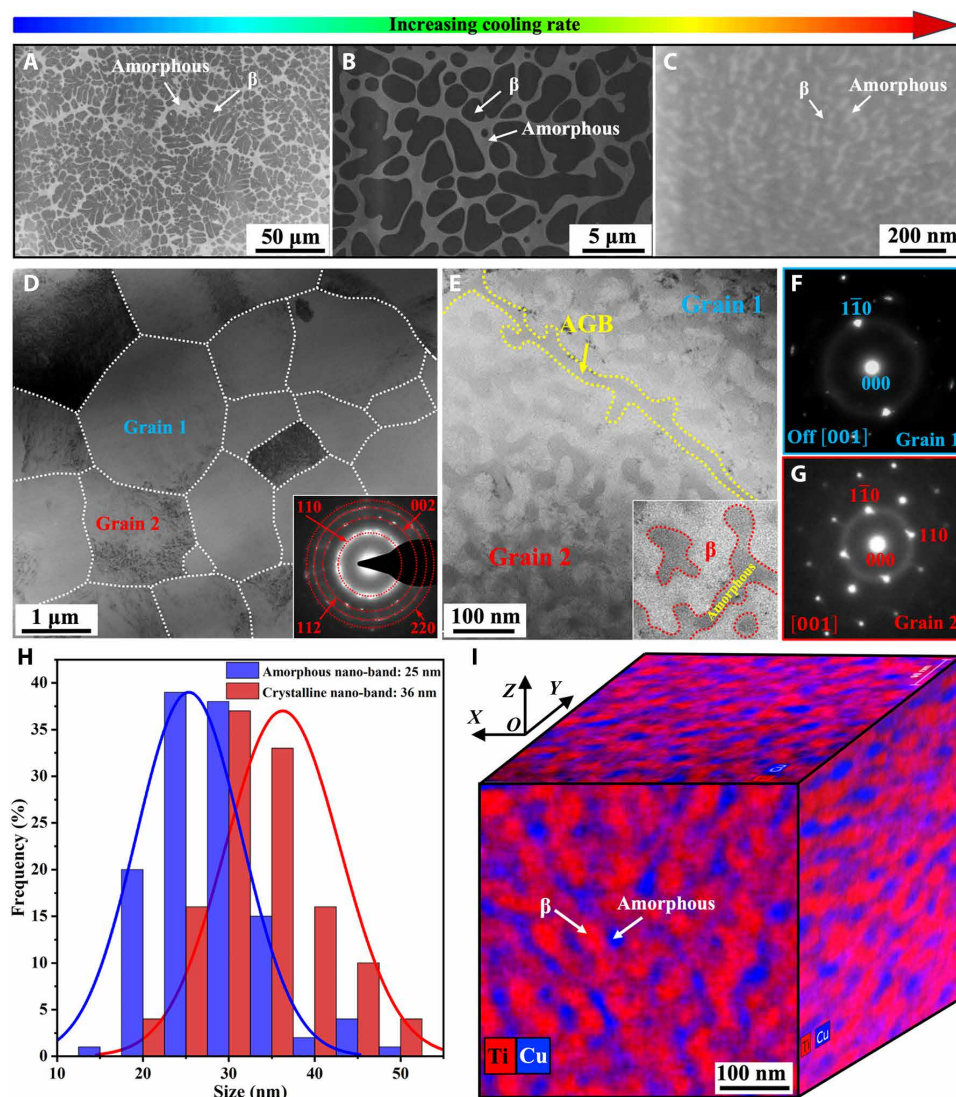 Increasing cooling rate
A
Amorphous
β
50 µm
B
β
Amorphous
5 µm
C
β
Amorphous
200 nm
D
Grain 1
Grain 2
1 µm
110
002
112
220
E
Grain 1
AGB
Grain 2
100 nm
β
Amorphous
F
11̅0
000
Off [001]
Grain 1
G
11̅0
110
000
[001]
Grain 2
H
Amorphous nano-band: 25 nm
Crystalline nano-band: 36 nm
Frequency (%)
40
35
30
25
20
15
10
5
0
10
20
30
40
50
Size (nm)
I
Z
Y
X
O
Cu
β
Amorphous
Ti Cu
100 nm
Ti Cu